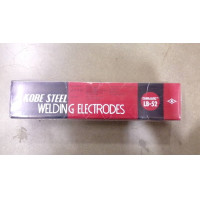 KOBE STEEL
WELDING ELECTRODES
LB-52